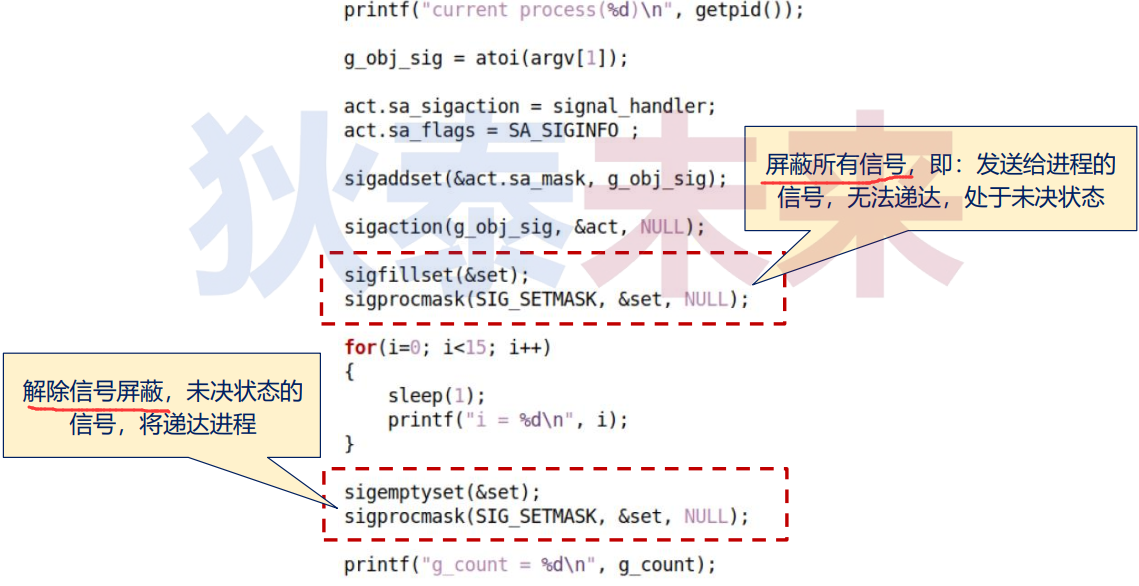 printf("current process(%d)\n", getpid());
g_obj_sig = atoi(argv[1]);
act.sa_sigaction = signal_handler;
act.sa_flags = SA_SIGINFO ;
sigaddset(&act.sa_mask, g_obj_sig);
sigaction(g_obj_sig, &act, NULL);
屏蔽所有信号，即：发送给进程的
信号，无法递达，处于未决状态
sigfillset(&set);
sigprocmask(SIG_SETMASK, &set, NULL);
for(i=0; i<15; i++)
{
sleep(1);
printf("i = %d\n", i);
}
解除信号屏蔽，未决状态的
信号，将递达进程
sigemptyset(&set);
sigprocmask(SIG_SETMASK, &set, NULL);
printf("g_count = %d\n", g_count);
狄泰未来